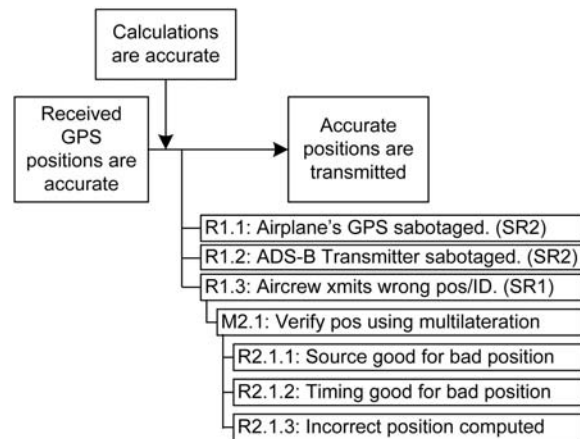 Calculations
are accurate
Received
GPS
positions are
accurate
Accurate
positions are
transmitted
R1.1: Airplane's GPS sabotaged. (SR2)
R1.2: ADS-B Transmitter sabotaged. (SR2)
R1.3: Aircrew xmits wrong pos/ID. (SR1)
M2.1: Verify pos using multilateration
R2.1.1: Source good for bad position
R2.1.2: Timing good for bad position
R2.1.3: Incorrect position computed